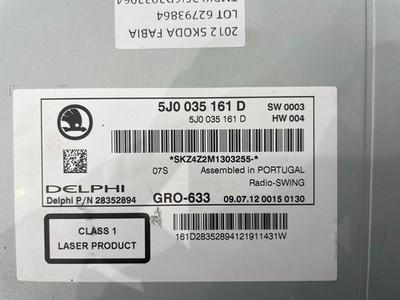 LOT 62793864
2012 SKODA FABIA
5J0 035 161 D SW 0003
5J0 035 161 D HW 004
*SKZ4Z2M1303255-*
07S Assembled in PORTUGAL
Radio-SWING
DELPHI
Delphi P/N 28352894 GRO-633 09.07.12 0015 0130
CLASS 1
LASER PRODUCT
161D28352894121911431W